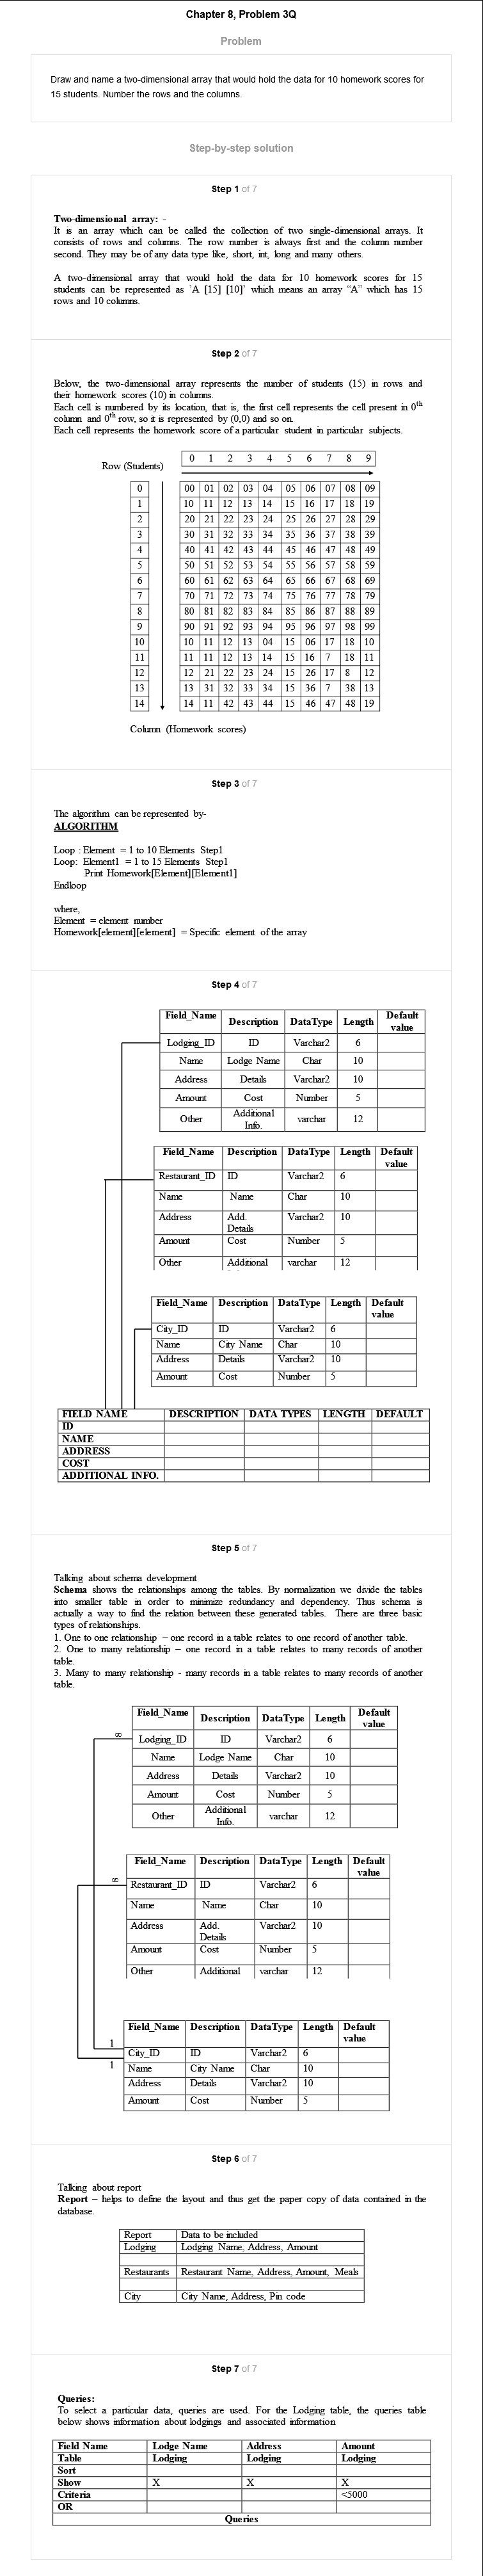 Chapter 8, Problem 3Q
Problem
Draw and name a two-dimensional array that would hold the data for 10 homework scores for
15 students. Number the rows and the columns.
Step-by-step solution
Step 1 of 7
Two-dimensional array: -
It is an array which can be called the collection of two single-dimensional arrays. It
consists of rows and columns. The row number is always first and the column number
second. They may be of any data type like, short, int, long and many others.
A two-dimensional array that would hold the data for 10 homework scores for 15
students can be represented as 'A [15] [10]' which means an array "A" which has 15
rows and 10 columns.
Step 2 of 7
Below, the two-dimensional array represents the number of students (15) in rows and
their homework scores (10) in columns.
Each cell is numbered by its location, that is, the first cell represents the cell present in 0th
column and 0th row, so it is represented by (0,0) and so on.
Each cell represents the homework score of a particular student in particular subjects.
0 1 2 3 4 5 6 7 8 9
Row (Students)
0 00 01 02 03 04 05 06 07 08 09
1 10 11 12 13 14 15 16 17 18 19
2 20 21 22 23 24 25 26 27 28 29
3 30 31 32 33 34 35 36 37 38 39
4 40 41 42 43 44 45 46 47 48 49
5 50 51 52 53 54 55 56 57 58 59
6 60 61 62 63 64 65 66 67 68 69
7 70 71 72 73 74 75 76 77 78 79
8 80 81 82 83 84 85 86 87 88 89
9 90 91 92 93 94 95 96 97 98 99
10 10 11 12 13 04 15 06 17 18 10
11 11 11 12 13 14 15 16 7 18 11
12 12 21 22 23 24 15 26 17 8 12
13 13 31 32 33 34 15 36 7 38 13
14 14 11 42 43 44 15 46 47 48 19
Column (Homework scores)
Step 3 of 7
The algorithm can be represented by-
ALGORITHM
Loop : Element = 1 to 10 Elements Step1
Loop: Element1 = 1 to 15 Elements Step1
Print Homework[Element][Element1]
Endloop
where,
Element = element number
Homework[element][element] = Specific element of the array
Step 4 of 7
Field_Name Description DataType Length Default value
Lodging_ID ID Varchar2 6
Name Lodge Name Char 10
Address Details Varchar2 10
Amount Cost Number 5
Other Additional Info. varchar 12
Field_Name Description DataType Length Default value
Restaurant_ID ID Varchar2 6
Name Name Char 10
Address Add. Details Varchar2 10
Amount Cost Number 5
Other Additional varchar 12
Field_Name Description DataType Length Default value
City_ID ID Varchar2 6
Name City Name Char 10
Address Details Varchar2 10
Amount Cost Number 5
FIELD NAME DESCRIPTION DATA TYPES LENGTH DEFAULT
ID
NAME
ADDRESS
COST
ADDITIONAL INFO.
Step 5 of 7
Talking about schema development
Schema shows the relationships among the tables. By normalization we divide the tables
into smaller table in order to minimize redundancy and dependency. Thus schema is
actually a way to find the relation between these generated tables. There are three basic
types of relationships.
1. One to one relationship – one record in a table relates to one record of another table.
2. One to many relationship – one record in a table relates to many records of another
table.
3. Many to many relationship - many records in a table relates to many records of another
table.
Field_Name Description DataType Length Default value
∞ Lodging_ID ID Varchar2 6
Name Lodge Name Char 10
Address Details Varchar2 10
Amount Cost Number 5
Other Additional Info. varchar 12
Field_Name Description DataType Length Default value
∞ Restaurant_ID ID Varchar2 6
Name Name Char 10
Address Add. Details Varchar2 10
Amount Cost Number 5
Other Additional varchar 12
Field_Name Description DataType Length Default value
1 City_ID ID Varchar2 6
1 Name City Name Char 10
Address Details Varchar2 10
Amount Cost Number 5
Step 6 of 7
Talking about report
Report – helps to define the layout and thus get the paper copy of data contained in the
database.
Report Data to be included
Lodging Lodging Name, Address, Amount
Restaurants Restaurant Name, Address, Amount, Meals
City City Name, Address, Pin code
Step 7 of 7
Queries:
To select a particular data, queries are used. For the Lodging table, the queries table
below shows information about lodgings and associated information
Field Name Lodge Name Address Amount
Table Lodging Lodging Lodging
Sort
Show X X X
Criteria <5000
OR
Queries